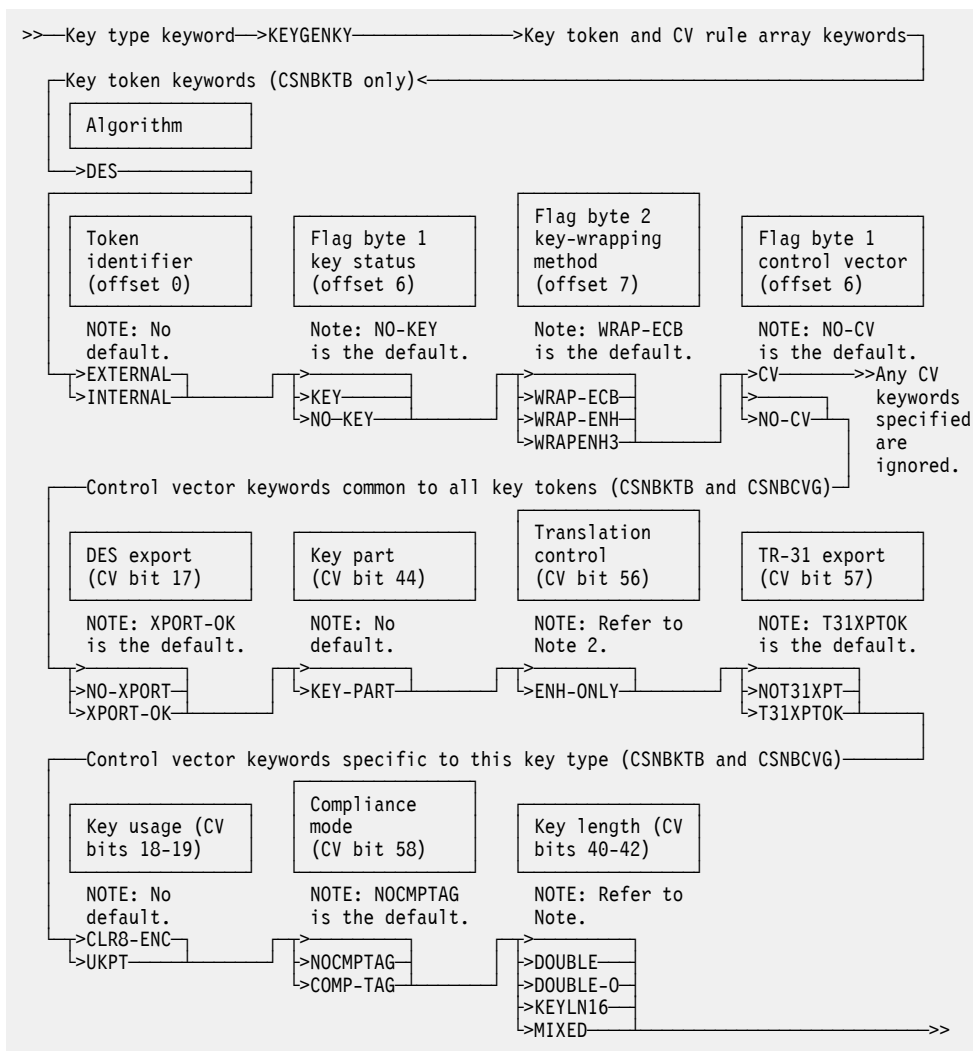 >>—Key type keyword—>KEYGENKY—>Key token and CV rule array keywords
Key token keywords (CSNBKTB only)<
Algorithm
>DES
Token identifier (offset 0)
Flag byte 1 key status (offset 6)
Flag byte 2 key-wrapping method (offset 7)
Flag byte 1 control vector (offset 6)
NOTE: No default.
Note: NO-KEY is the default.
Note: WRAP-ECB is the default.
NOTE: NO-CV is the default.
>EXTERNAL
>INTERNAL
>
>KEY
>NO-KEY
>
>WRAP-ECB
>WRAP-ENH
>WRAPENH3
>CV—>>Any CV keywords specified are ignored.
>
>NO-CV
Control vector keywords common to all key tokens (CSNBKTB and CSNBCVG)
DES export (CV bit 17)
Key part (CV bit 44)
Translation control (CV bit 56)
TR-31 export (CV bit 57)
NOTE: XPORT-OK is the default.
NOTE: No default.
NOTE: Refer to Note 2.
NOTE: T31XPTOK is the default.
>
>NO-XPORT
>XPORT-OK
>
>KEY-PART
>
>ENH-ONLY
>
>NOT31XPT
>T31XPTOK
Control vector keywords specific to this key type (CSNBKTB and CSNBCVG)
Key usage (CV bits 18-19)
Compliance mode (CV bit 58)
Key length (CV bits 40-42)
NOTE: No default.
NOTE: NOCMPTAG is the default.
NOTE: Refer to Note.
>CLR8-ENC
>UKPT
>
>NOCMPTAG
>COMP-TAG
>
>DOUBLE
>DOUBLE-O
>KEYLN16
>MIXED—>>